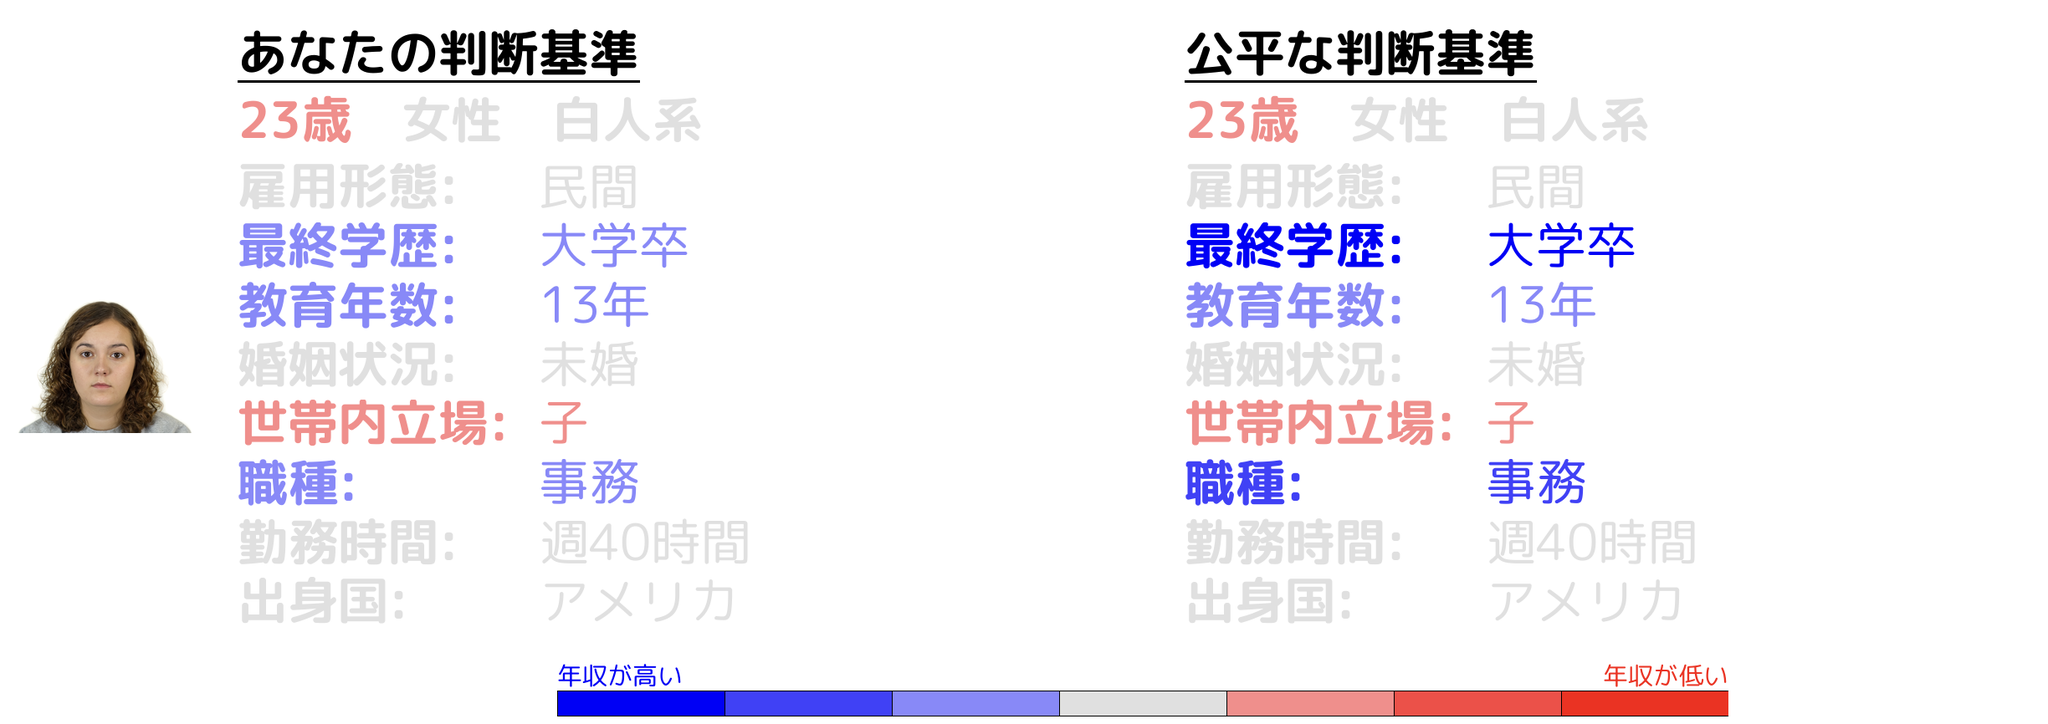 あなたの判断基準
23歳 女性 白人系
雇用形態: 民間
最終学歴: 大学卒
教育年数: 13年
婚姻状況: 未婚
世帯内立場: 子
職種: 事務
勤務時間: 週40時間
出身国: アメリカ
公平な判断基準
23歳 女性 白人系
雇用形態: 民間
最終学歴: 大学卒
教育年数: 13年
婚姻状況: 未婚
世帯内立場: 子
職種: 事務
勤務時間: 週40時間
出身国: アメリカ
年収が高い
年収が低い